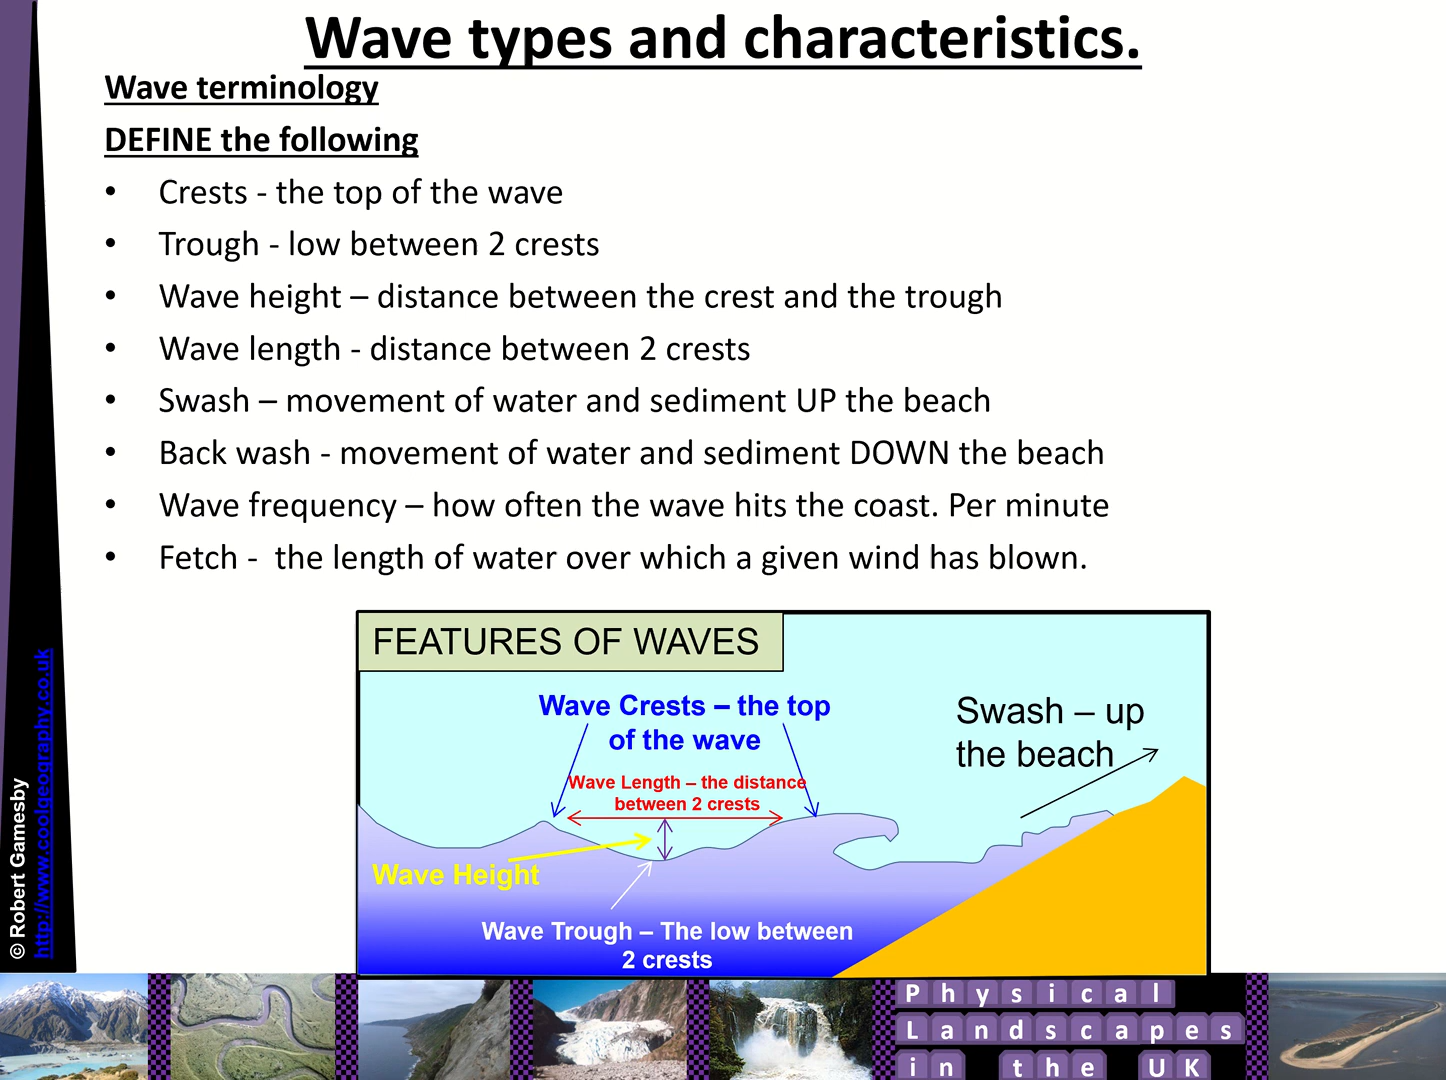 Wave types and characteristics.
Wave terminology
DEFINE the following
• Crests - the top of the wave
• Trough - low between 2 crests
• Wave height – distance between the crest and the trough
• Wave length - distance between 2 crests
• Swash – movement of water and sediment UP the beach
• Back wash - movement of water and sediment DOWN the beach
• Wave frequency – how often the wave hits the coast. Per minute
• Fetch -  the length of water over which a given wind has blown.
FEATURES OF WAVES
Wave Crests – the top
of the wave
Swash – up
the beach
Wave Length – the distance
between 2 crests
Wave Height
Wave Trough – The low between
2 crests
© Robert Gamesby
http://www.coolgeography.co.uk
Physical
Landscapes
in the UK